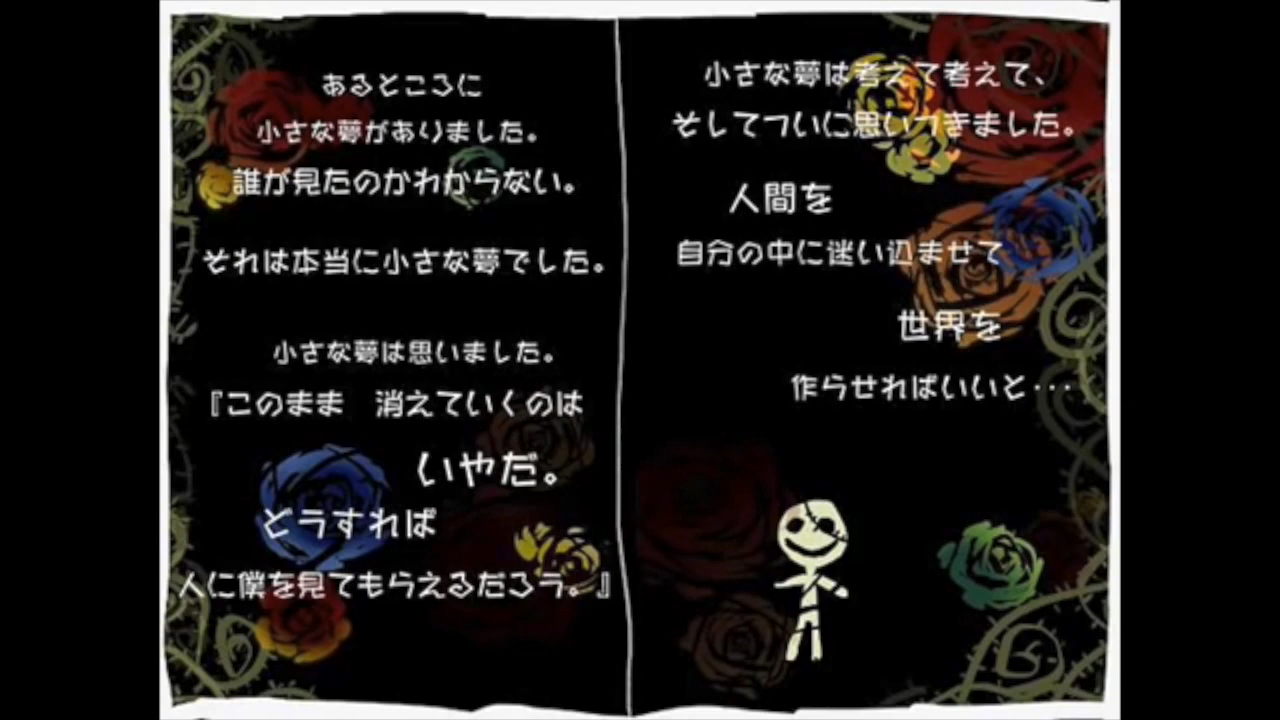 あるところに
小さな夢がありました。
誰が見たのかわからない。
それは本当に小さな夢でした。
小さな夢は思いました。
『このまま　消えていくのは
いやだ。
どうすれば
人に僕を見てもらえるだろう。』
小さな夢は考えて考えて、
そしてついに思いつきました。
人間を
自分の中に迷い込ませて
世界を
作らせればいいと･･･